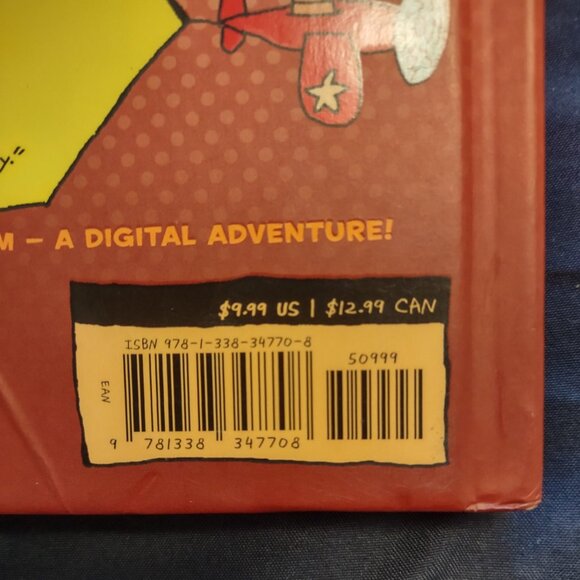 M – A DIGITAL ADVENTURE!
$9.99 US | $12.99 CAN
ISBN 978-1-338-34770-8
50999
EAN
9 781338 347708